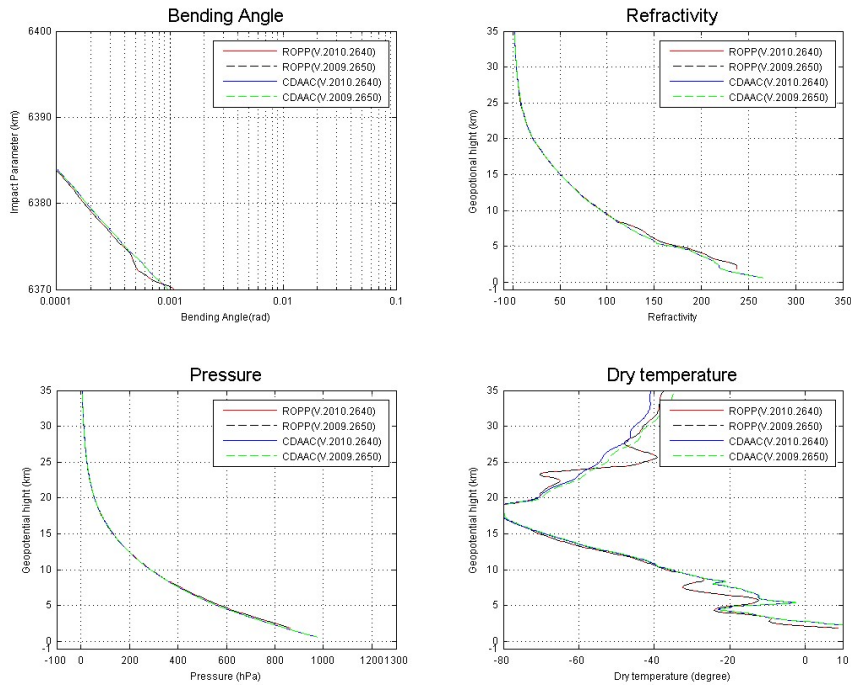 Bending Angle
6400
6390
6380
6370
Impact Parameter (km)
0.0001
0.001
0.01
0.1
Bending Angle(rad)
ROPP(V.2010.2640)
ROPP(V.2009.2650)
CDAAC(V.2010.2640)
CDAAC(V.2009.2650)
Refractivity
35
30
25
20
15
10
5
0
-1
Geopotional hight (km)
-100
50
100
150
200
250
300
350
Refractivity
ROPP(V.2010.2640)
ROPP(V.2009.2650)
CDAAC(V.2010.2640)
CDAAC(V.2009.2650)
Pressure
35
30
25
20
15
10
5
0
-1
Geopotential hight (km)
-100
0
200
400
600
800
1000
1200
1300
Pressure (hPa)
ROPP(V.2010.2640)
ROPP(V.2009.2650)
CDAAC(V.2010.2640)
CDAAC(V.2009.2650)
Dry temperature
35
30
25
20
15
10
5
0
-1
Geopotential hight (km)
-80
-60
-40
-20
0
10
Dry temperature (degree)
ROPP(V.2010.2640)
ROPP(V.2009.2650)
CDAAC(V.2010.2640)
CDAAC(V.2009.2650)